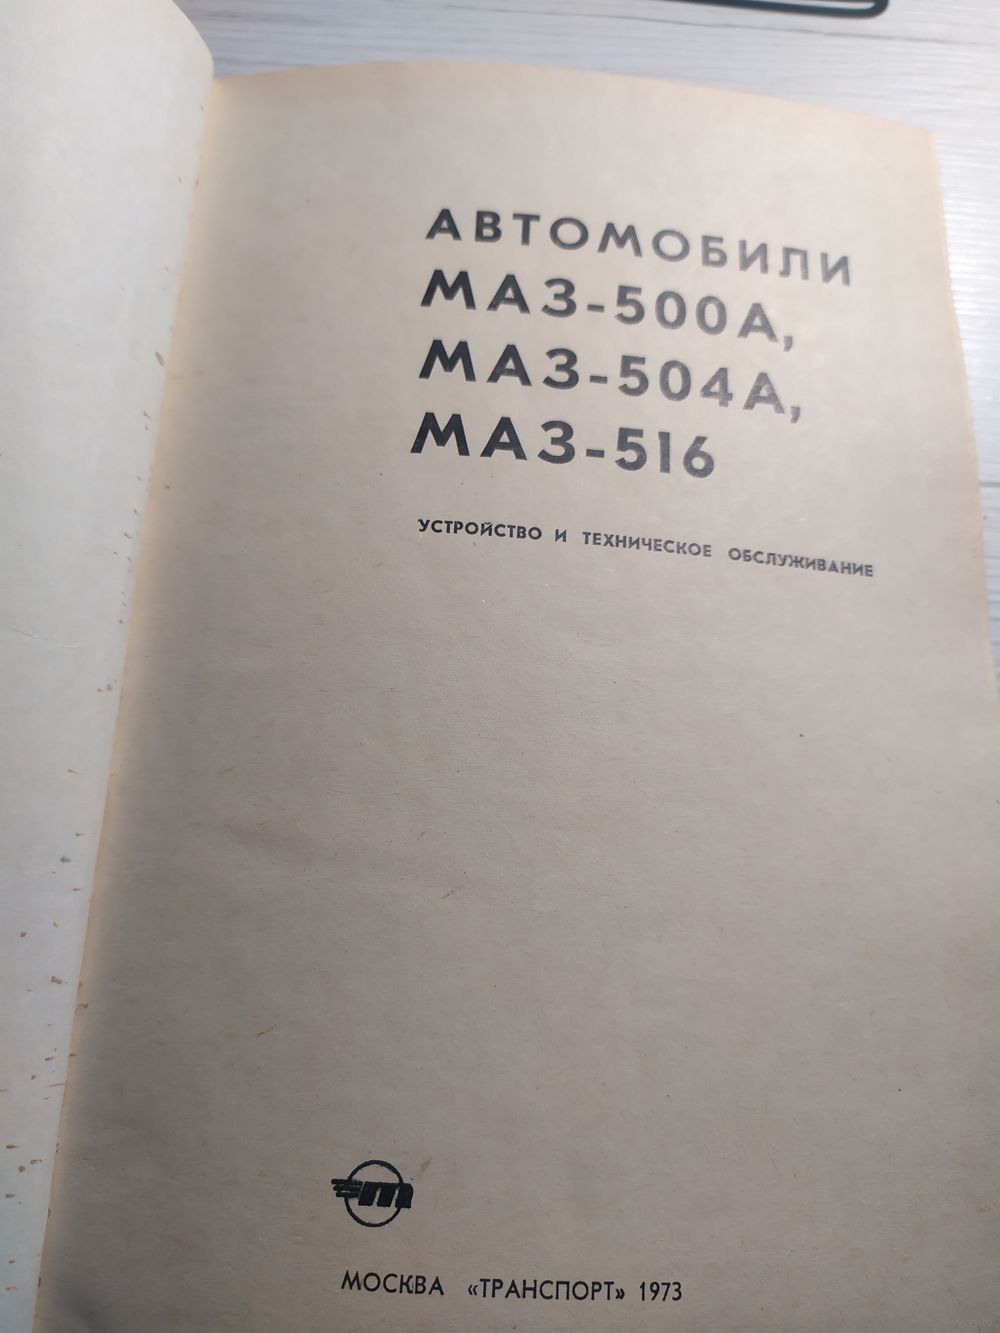 АВТОМОБИЛИ
МАЗ-500А,
МАЗ-504А,
МАЗ-516
УСТРОЙСТВО И ТЕХНИЧЕСКОЕ ОБСЛУЖИВАНИЕ
т
МОСКВА «ТРАНСПОРТ» 1973